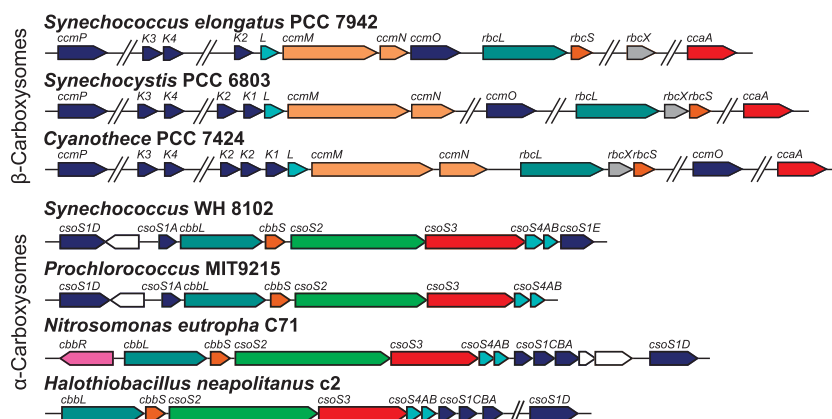 β-Carboxysomes
Synechococcus elongatus PCC 7942
ccmP K3 K4 K2 L ccmM ccmN ccmO rbcL rbcS rbcX ccaA
Synechocystis PCC 6803
ccmP K3 K4 K2 K1 L ccmM ccmN ccmO rbcL rbcX rbcS ccaA
Cyanothece PCC 7424
ccmP K3 K4 K2 K2 K1 L ccmM ccmN rbcL rbcX rbcS ccmO ccaA
α-Carboxysomes
Synechococcus WH 8102
csoS1D csoS1A cbbL cbbS csoS2 csoS3 csoS4AB csoS1E
Prochlorococcus MIT9215
csoS1D csoS1A cbbL cbbS csoS2 csoS3 csoS4AB
Nitrosomonas eutropha C71
cbbR cbbL cbbS csoS2 csoS3 csoS4AB csoS1CBA csoS1D
Halothiobacillus neapolitanus c2
cbbL cbbS csoS2 csoS3 csoS4AB csoS1CBA csoS1D